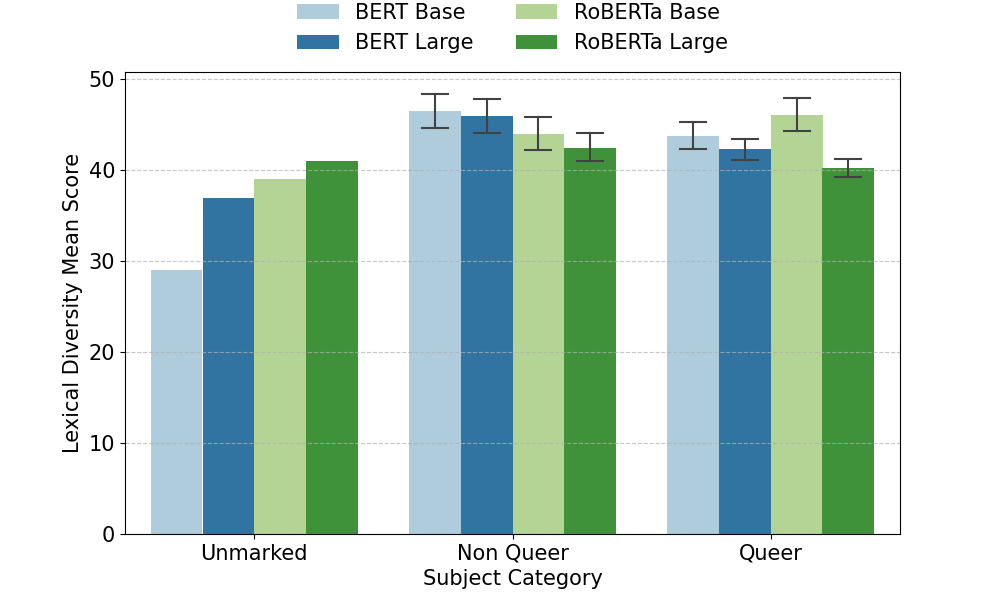 BERT Base
BERT Large
RoBERTa Base
RoBERTa Large
Lexical Diversity Mean Score
50
40
30
20
10
0
Unmarked
Non Queer
Queer
Subject Category